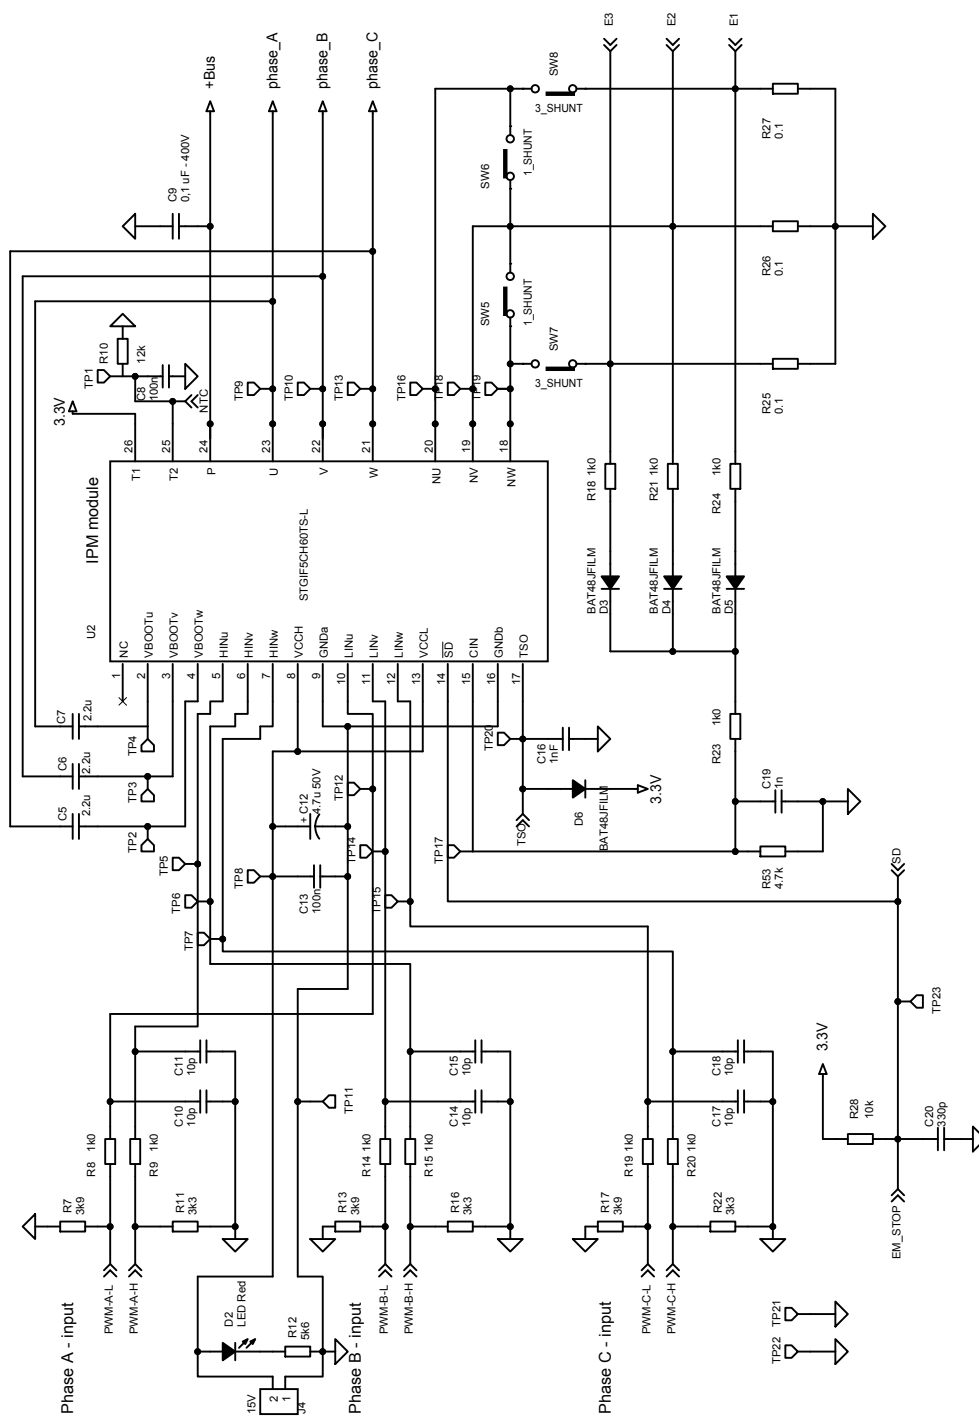 Phase A - input
PWM-A-L
PWM-A-H
R7
3k9
R8 1k0
R9 1k0
R11
3k3
C10
10p
C11
10p
15V
2
1
J4
D2
LED Red
R12
5k6
TP11
Phase B - input
PWM-B-L
PWM-B-H
R13
3k9
R14 1k0
R15 1k0
R16
3k3
C14
10p
C15
10p
Phase C - input
PWM-C-L
PWM-C-H
R17
3k9
R19 1k0
R20 1k0
R22
3k3
C17
10p
C18
10p
TP22
TP21
EM_STOP
R28
10k
3.3V
C20
330p
TP23
SD
TP7
TP6
TP5
TP8
C13
100n
+ C12
4.7u 50V
TP12
TP14
TP15
TP17
TP2
TP3
TP4
C5
2.2u
C6
2.2u
C7
2.2u
TP20
TSO
C16
1nF
D6
BAT48JFILM
3.3V
R53
4.7k
C19
1n
R23
1k0
U2
IPM module
STGIF5CH60TS-L
1
NC
2
VBOOTu
3
VBOOTv
4
VBOOTw
5
HINu
6
HINv
7
HINw
8
VCCH
9
GNDa
10
LINu
11
LINv
12
LINw
13
VCCL
14
SD
15
CIN
16
GNDb
17
TSO
T1
26
T2
25
P
24
U
23
V
22
W
21
NU
20
NV
19
NW
18
3.3V
TP1
R10
12k
C8
100n
NTC
TP9
TP10
TP13
TP16
TP18
TP19
C9
0,1 uF - 400V
+Bus
phase_A
phase_B
phase_C
SW5
1_SHUNT
SW6
1_SHUNT
SW7
3_SHUNT
SW8
3_SHUNT
BAT48JFILM
D3
BAT48JFILM
D4
BAT48JFILM
D5
R18 1k0
R21 1k0
R24
1k0
R25
0.1
R26
0.1
R27
0.1
E3
E2
E1